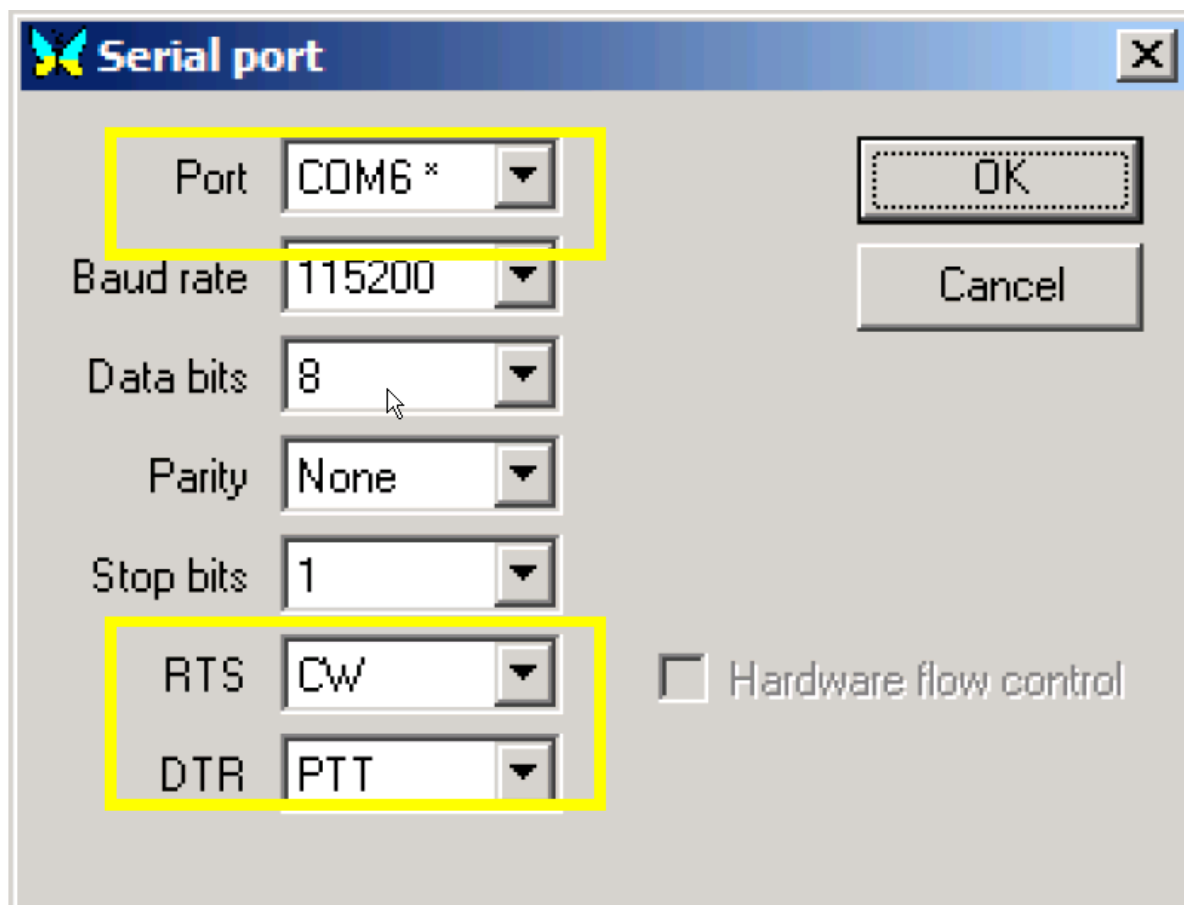 Serial port
Port COM6 *
OK
Baud rate 115200
Cancel
Data bits 8
Parity None
Stop bits 1
RTS CW
Hardware flow control
DTR PTT